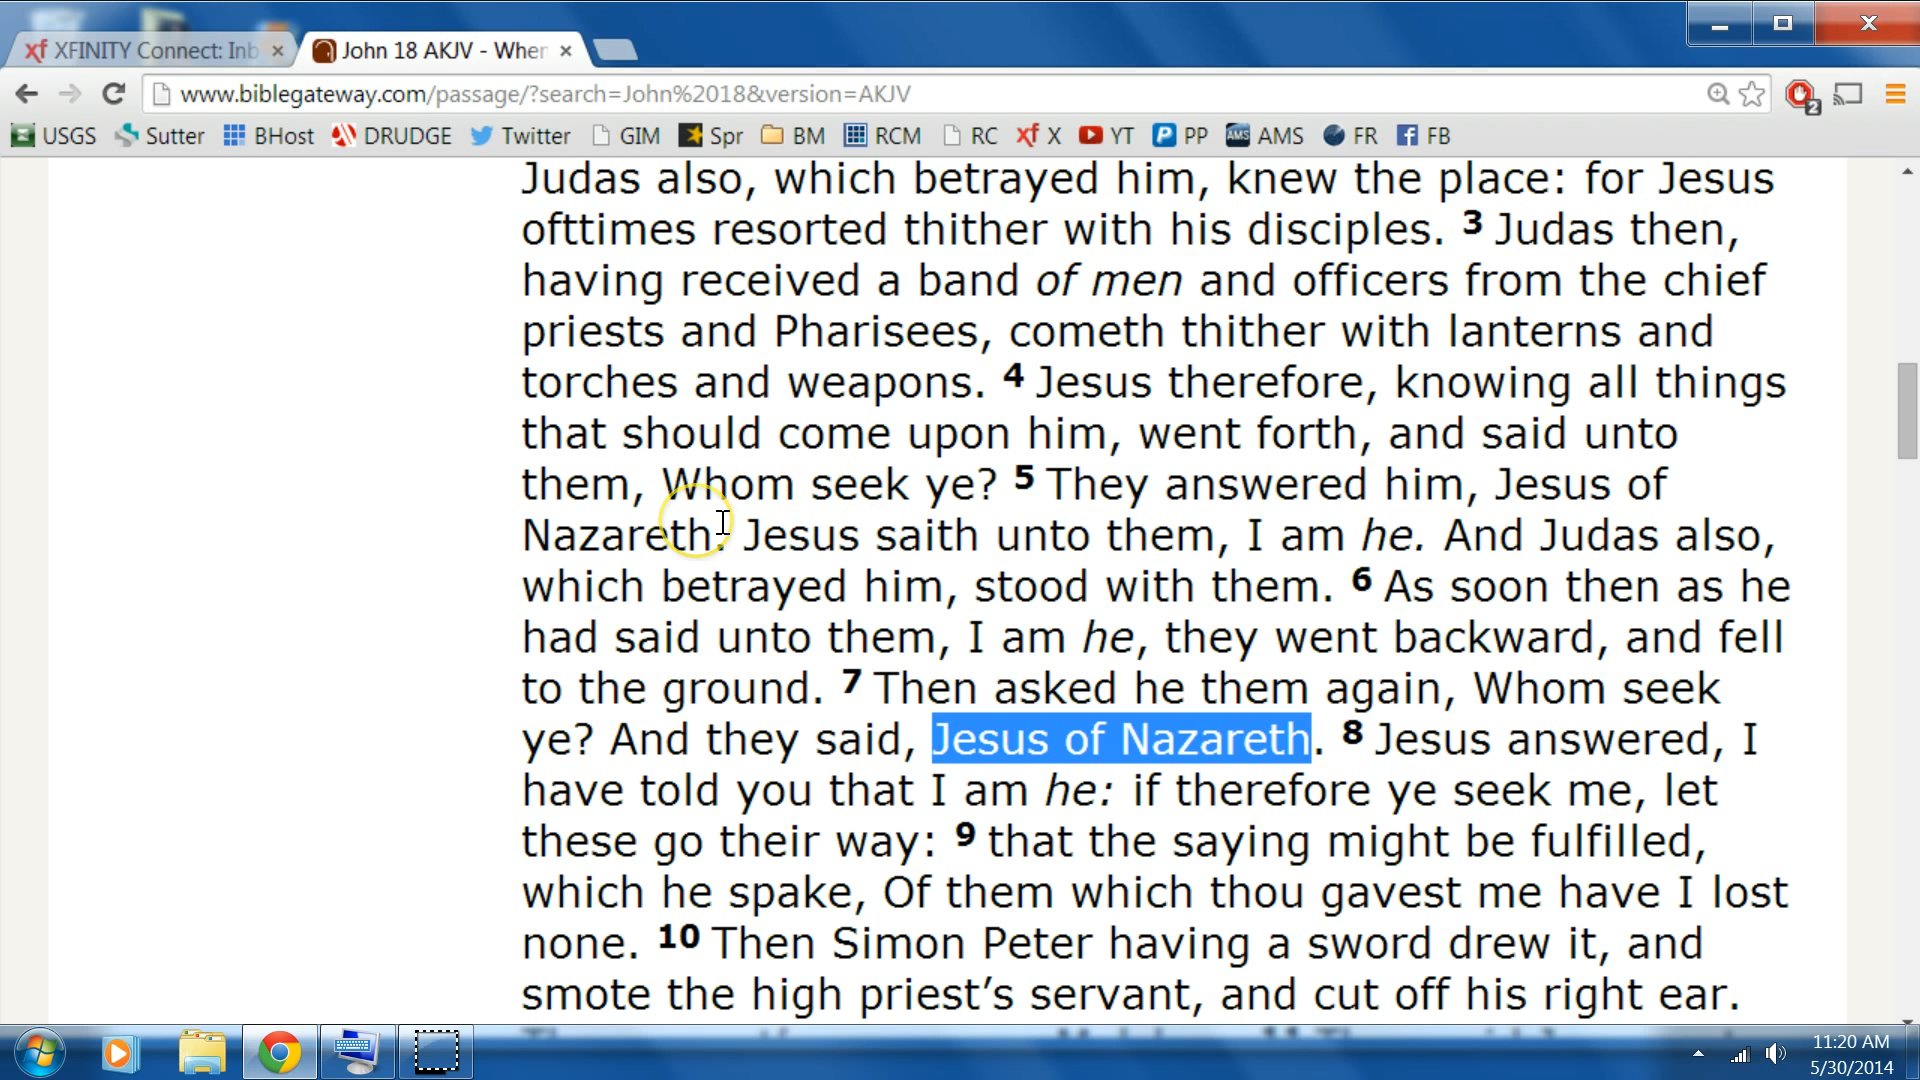 XFINITY Connect: Inb
John 18 AKJV - When
www.biblegateway.com/passage/?search=John%2018&version=AKJV
2
USGS Sutter BHost DRUDGE Twitter GIM Spr BM RCM RC X YT PP AMS AMS FR FB
Judas also, which betrayed him, knew the place: for Jesus
ofttimes resorted thither with his disciples. 3 Judas then,
having received a band of men and officers from the chief
priests and Pharisees, cometh thither with lanterns and
torches and weapons. 4 Jesus therefore, knowing all things
that should come upon him, went forth, and said unto
them, Whom seek ye? 5 They answered him, Jesus of
Nazareth. Jesus saith unto them, I am he. And Judas also,
which betrayed him, stood with them. 6 As soon then as he
had said unto them, I am he, they went backward, and fell
to the ground. 7 Then asked he them again, Whom seek
ye? And they said, Jesus of Nazareth. 8 Jesus answered, I
have told you that I am he: if therefore ye seek me, let
these go their way: 9 that the saying might be fulfilled,
which he spake, Of them which thou gavest me have I lost
none. 10 Then Simon Peter having a sword drew it, and
smote the high priest’s servant, and cut off his right ear.
11:20 AM
5/30/2014